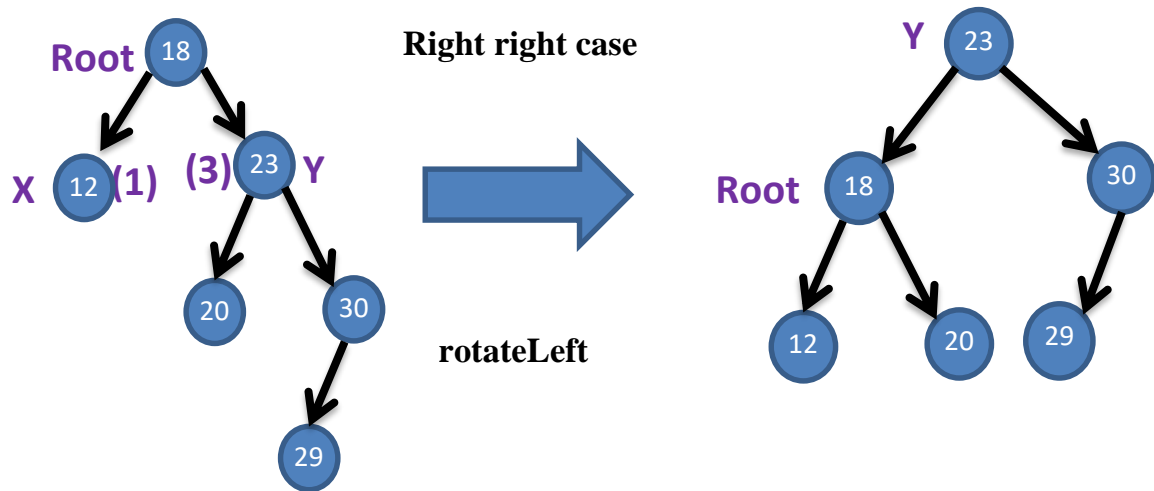 Root 18
Right right case
Y 23
X 12 (1)
(3) 23 Y
Root 18
30
20
30
rotateLeft
12
20
29
29